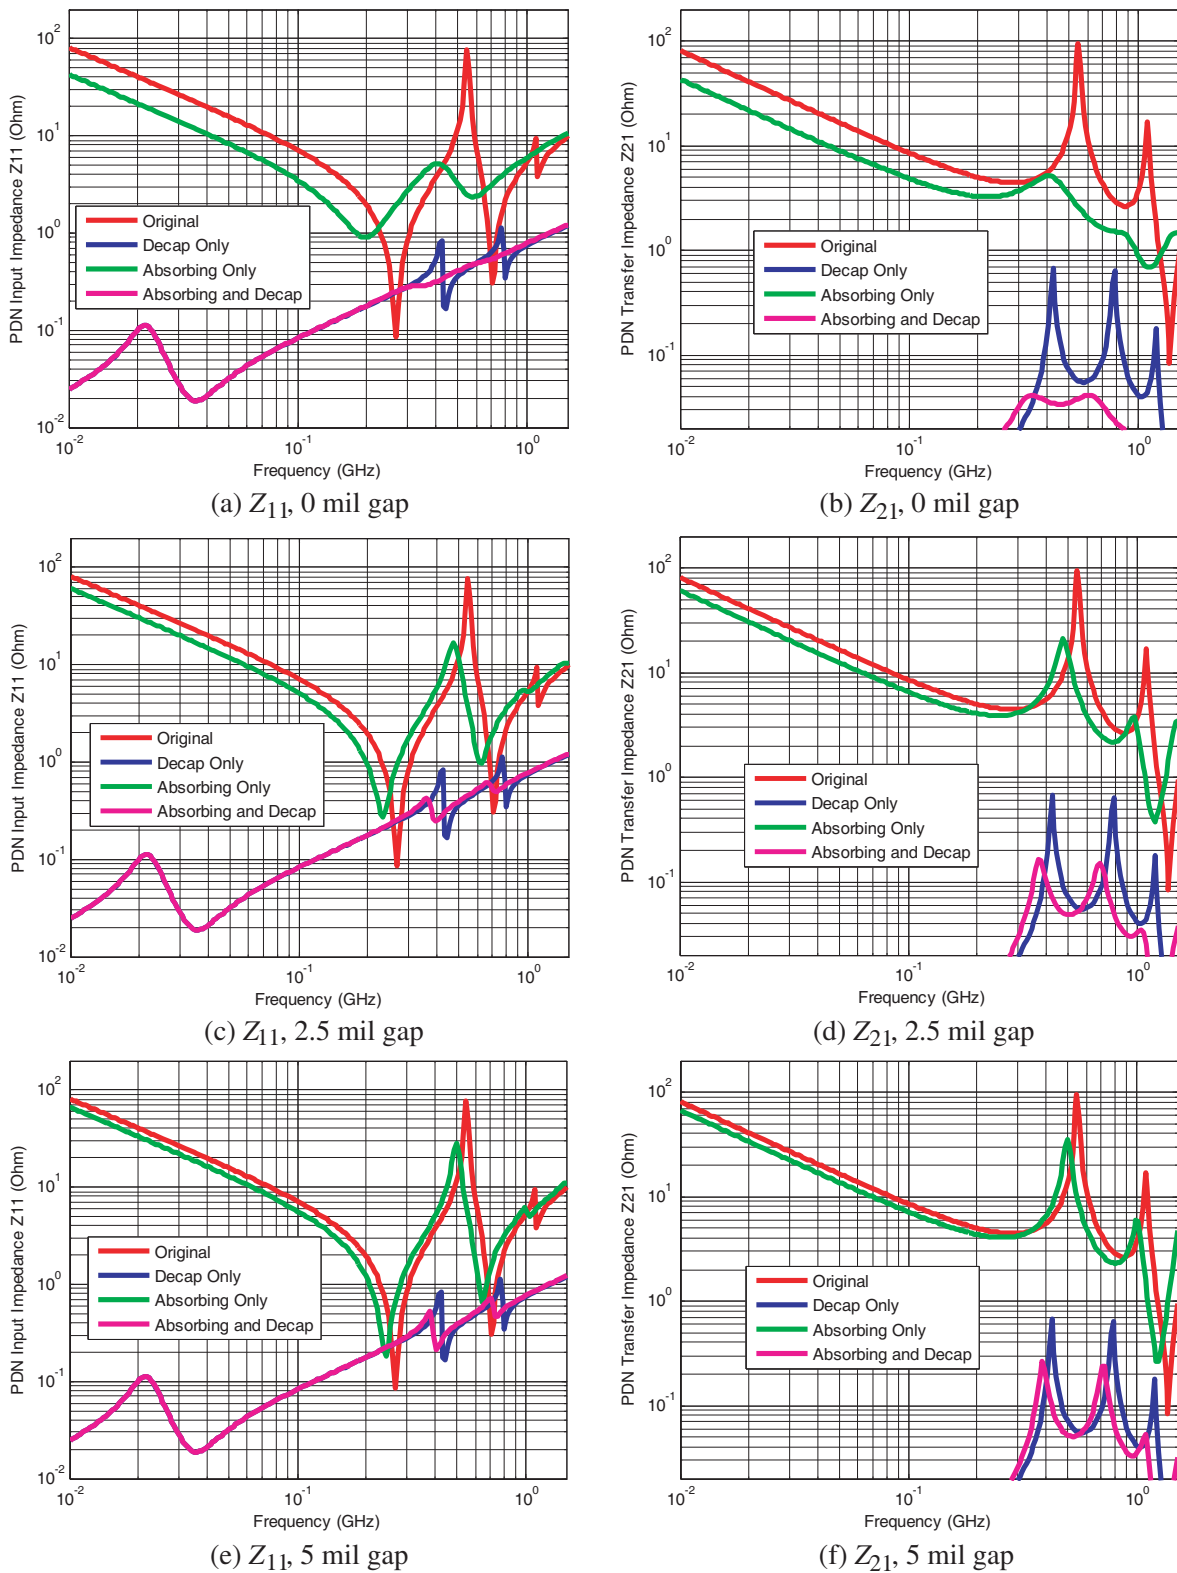 PDN Input Impedance Z11 (Ohm)
10^2
10^1
10^0
10^-1
10^-2
Original
Decap Only
Absorbing Only
Absorbing and Decap
10^-2
10^-1
10^0
Frequency (GHz)
(a) Z11, 0 mil gap
PDN Transfer Impedance Z21 (Ohm)
10^2
10^1
10^0
10^-1
Original
Decap Only
Absorbing Only
Absorbing and Decap
10^-2
10^-1
10^0
Frequency (GHz)
(b) Z21, 0 mil gap
PDN Input Impedance Z11 (Ohm)
10^2
10^1
10^0
10^-1
10^-2
Original
Decap Only
Absorbing Only
Absorbing and Decap
10^-2
10^-1
10^0
Frequency (GHz)
(c) Z11, 2.5 mil gap
PDN Transfer Impedance Z21 (Ohm)
10^2
10^1
10^0
10^-1
Original
Decap Only
Absorbing Only
Absorbing and Decap
10^-2
10^-1
10^0
Frequency (GHz)
(d) Z21, 2.5 mil gap
PDN Input Impedance Z11 (Ohm)
10^2
10^1
10^0
10^-1
10^-2
Original
Decap Only
Absorbing Only
Absorbing and Decap
10^-2
10^-1
10^0
Frequency (GHz)
(e) Z11, 5 mil gap
PDN Transfer Impedance Z21 (Ohm)
10^2
10^1
10^0
10^-1
Original
Decap Only
Absorbing Only
Absorbing and Decap
10^-2
10^-1
10^0
Frequency (GHz)
(f) Z21, 5 mil gap